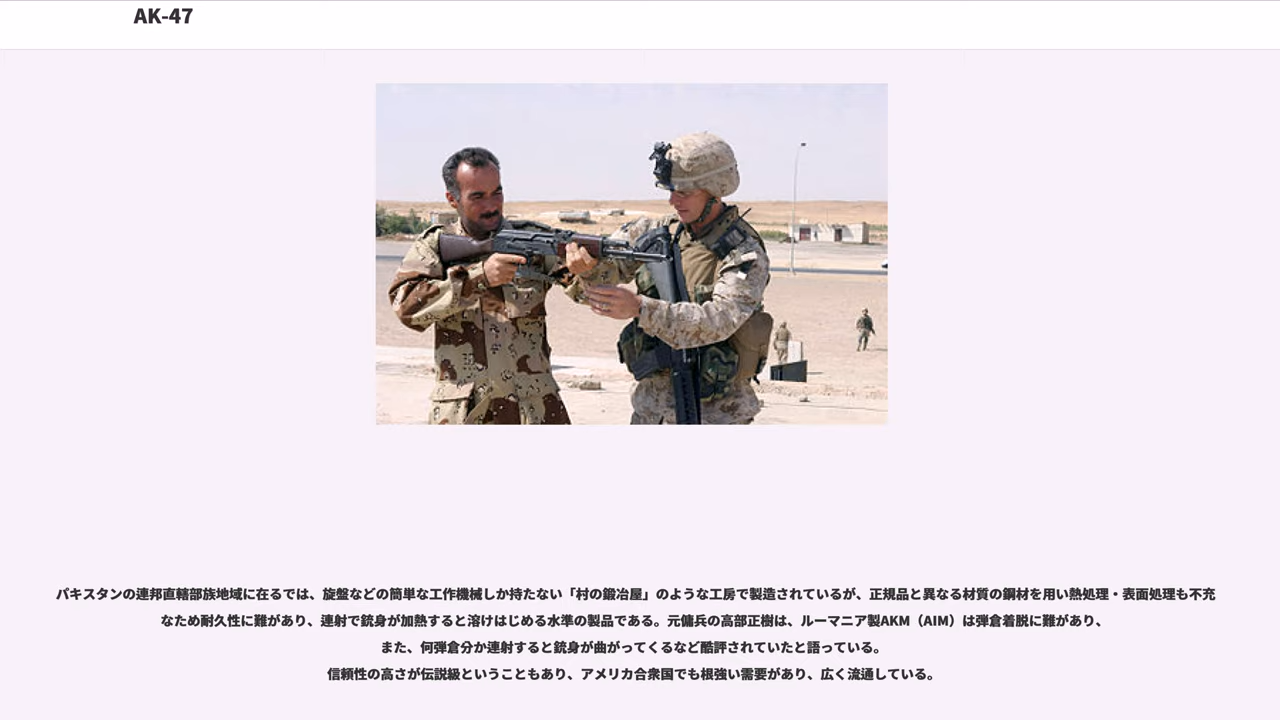 AK-47
パキスタンの連邦直轄部族地域に在るでは、旋盤などの簡単な工作機械しか持たない「村の鍛冶屋」のような工房で製造されているが、正規品と異なる材質の鋼材を用い熱処理・表面処理も不充
なため耐久性に難があり、連射で銃身が加熱すると溶けはじめる水準の製品である。元傭兵の高部正樹は、ルーマニア製AKM（AIM）は弾倉着脱に難があり、
また、何弾倉分か連射すると銃身が曲がってくるなど酷評されていたと語っている。
信頼性の高さが伝説級ということもあり、アメリカ合衆国でも根強い需要があり、広く流通している。